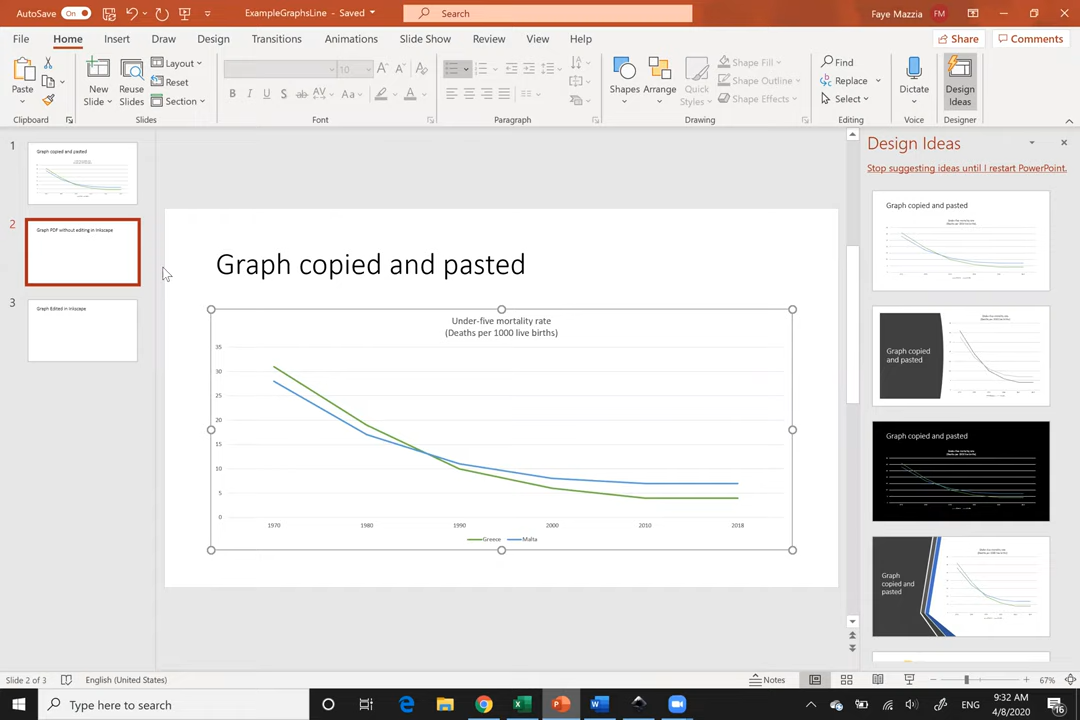 AutoSave On
ExampleGraphsLine - Saved
Search
Faye Mazzia FM
File Home Insert Draw Design Transitions Animations Slide Show Review View Help
Share Comments
Paste
Clipboard
New Slide
Reuse Slides
Layout
Reset
Section
Slides
10
B I U S ab AV Aa A
Font
Paragraph
Shapes
Arrange
Quick Styles
Shape Fill
Shape Outline
Shape Effects
Drawing
Find
Replace
Select
Editing
Dictate
Voice
Design Ideas
Designer
1
Graph copied and pasted
2
Graph PDF without editing in Inkscape
3
Graph Edited in Inkscape
Graph copied and pasted
Under-five mortality rate
(Deaths per 1000 live births)
35
30
25
20
15
10
5
0
1970 1980 1990 2000 2010 2018
Greece Malta
Design Ideas
Stop suggesting ideas until I restart PowerPoint.
Graph copied and pasted
Graph copied
and pasted
Graph copied and pasted
Graph
copied and
pasted
Slide 2 of 3 English (United States)
Notes 67%
Type here to search
ENG
9:32 AM
4/8/2020
16